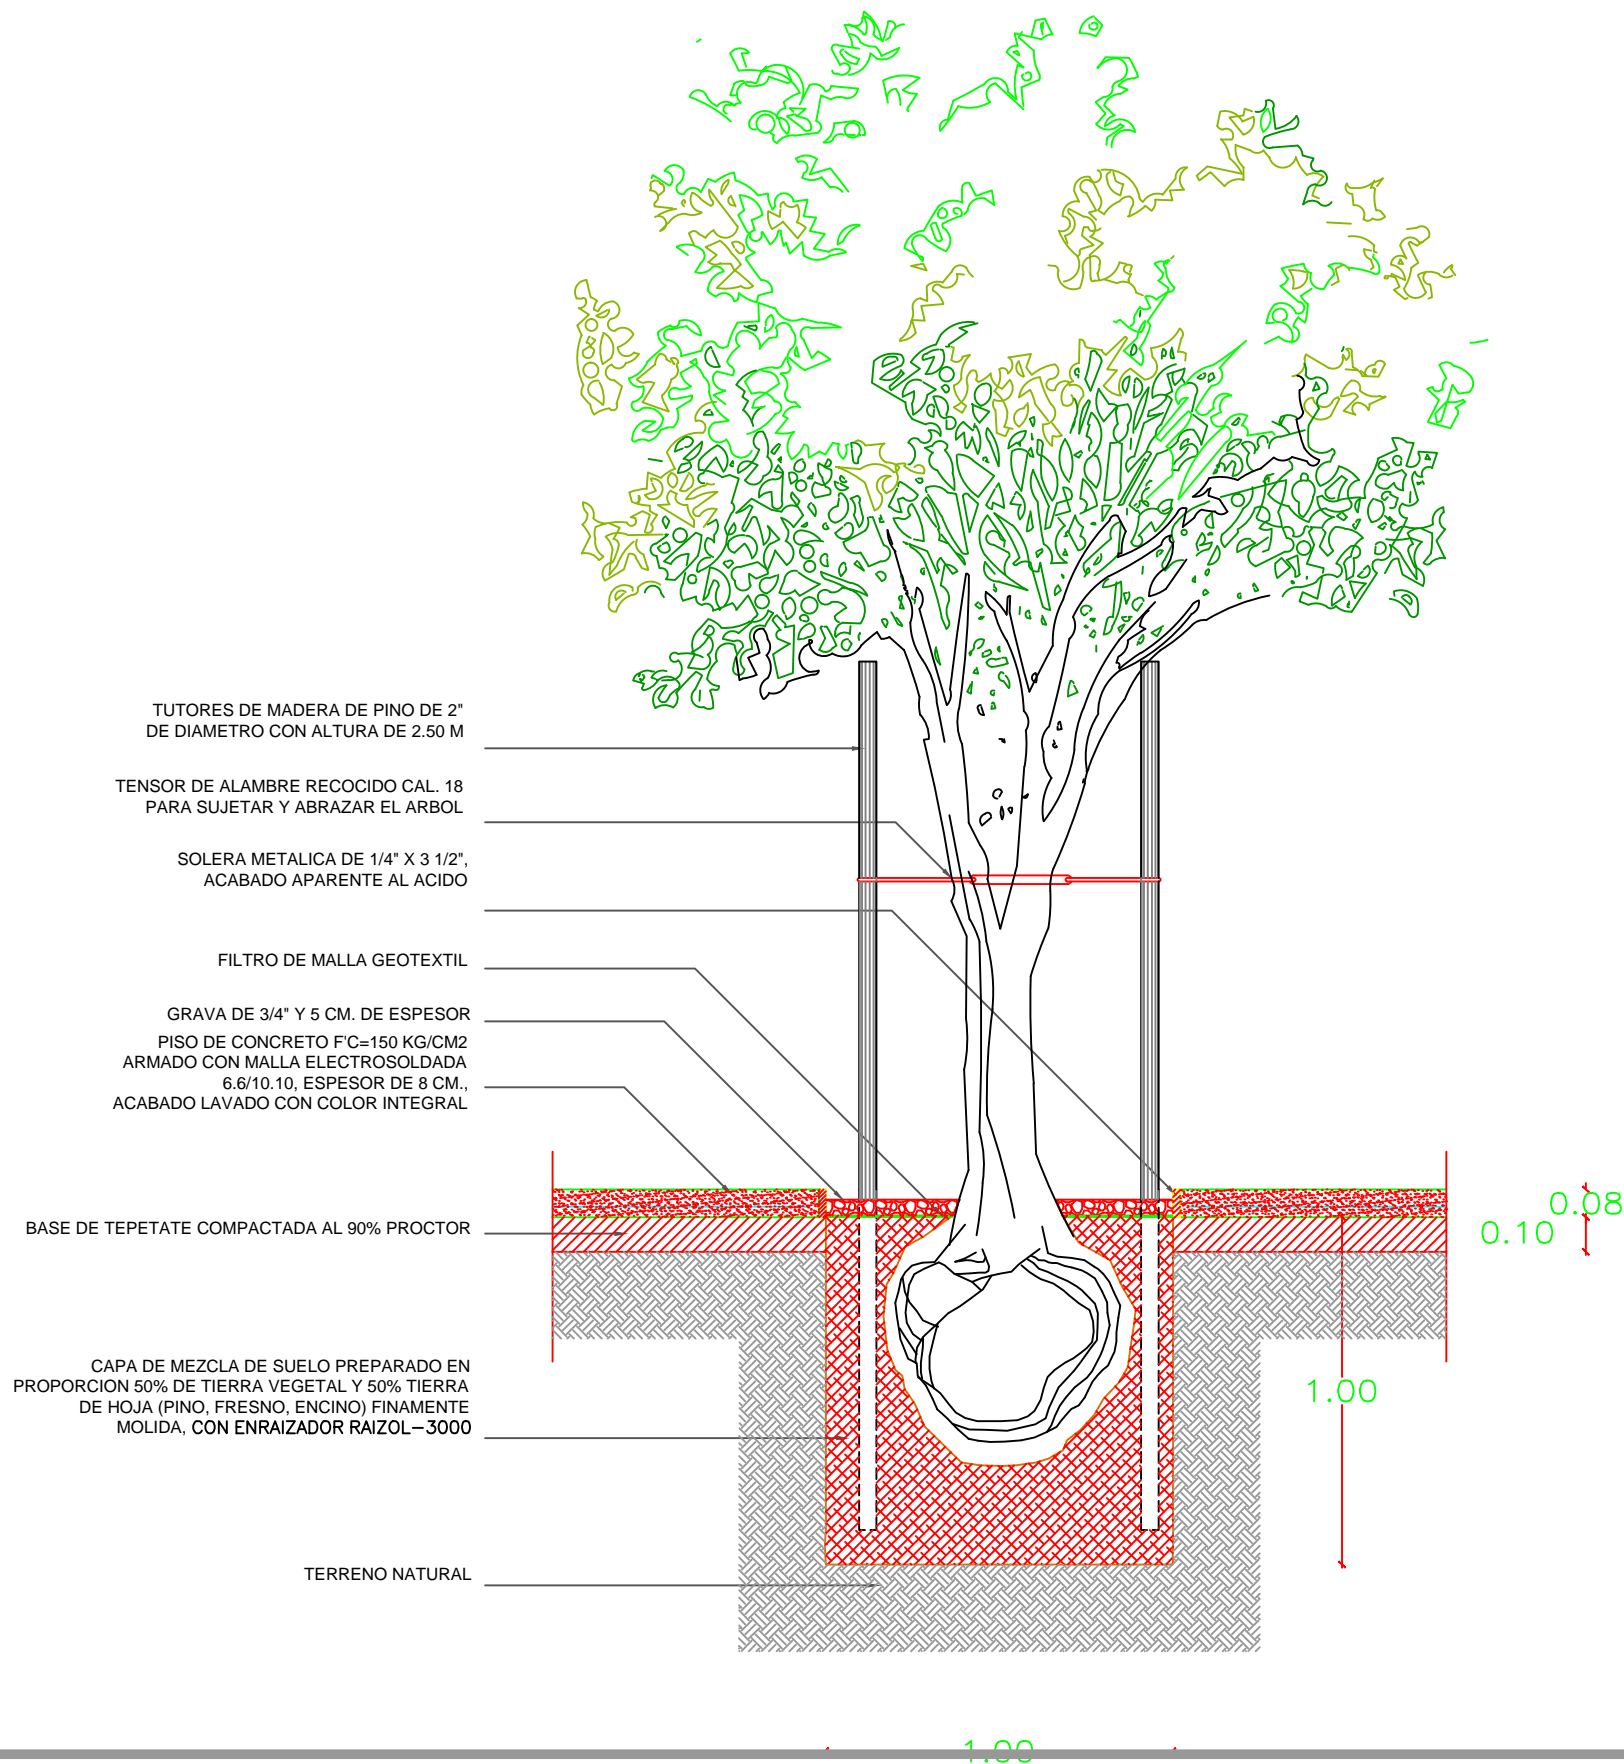 TUTORES DE MADERA DE PINO DE 2"
DE DIAMETRO CON ALTURA DE 2.50 M
TENSOR DE ALAMBRE RECOCIDO CAL. 18
PARA SUJETAR Y ABRAZAR EL ARBOL
SOLERA METALICA DE 1/4" X 3 1/2",
ACABADO APARENTE AL ACIDO
FILTRO DE MALLA GEOTEXTIL
GRAVA DE 3/4" Y 5 CM. DE ESPESOR
PISO DE CONCRETO F'C=150 KG/CM2
ARMADO CON MALLA ELECTROSOLDADA
6.6/10.10, ESPESOR DE 8 CM.,
ACABADO LAVADO CON COLOR INTEGRAL
BASE DE TEPETATE COMPACTADA AL 90% PROCTOR
0.08
0.10
CAPA DE MEZCLA DE SUELO PREPARADO EN
PROPORCION 50% DE TIERRA VEGETAL Y 50% TIERRA
DE HOJA (PINO, FRESNO, ENCINO) FINAMENTE
MOLIDA, CON ENRAIZADOR RAIZOL-3000
1.00
TERRENO NATURAL
1.00